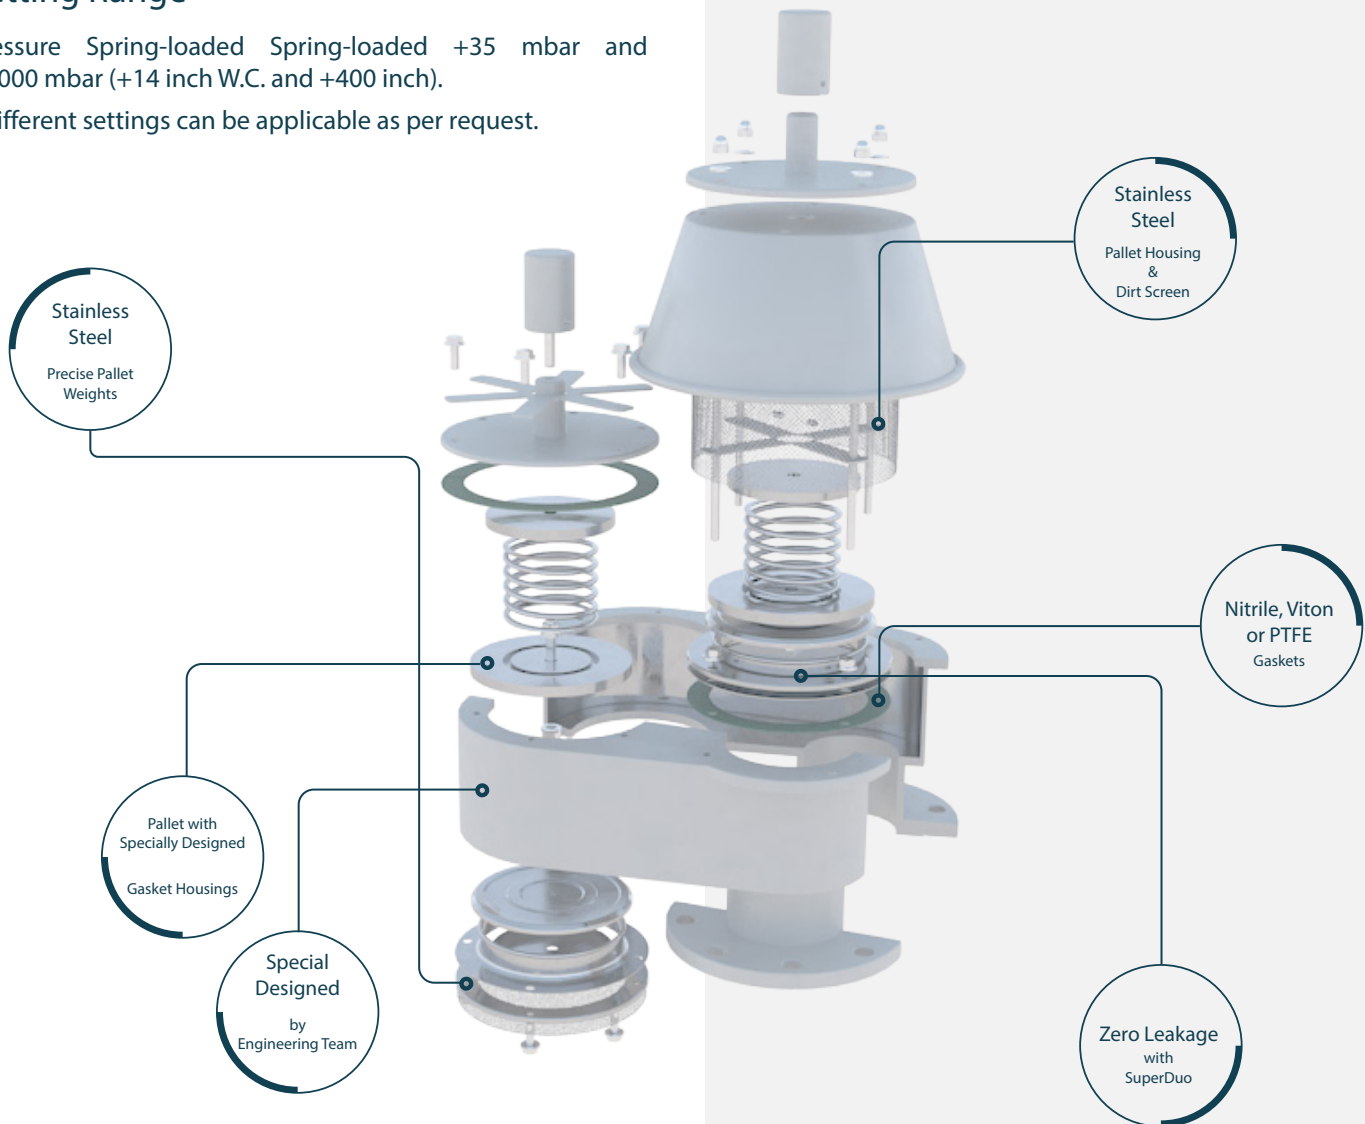 essure Spring-loaded Spring-loaded +35 mbar and
000 mbar (+14 inch W.C. and +400 inch).
ifferent settings can be applicable as per request.
Stainless
Steel
Pallet Housing
&
Dirt Screen
Stainless
Steel
Precise Pallet
Weights
Nitrile, Viton
or PTFE
Gaskets
Pallet with
Specially Designed
Gasket Housings
Special
Designed
by
Engineering Team
Zero Leakage
with
SuperDuo